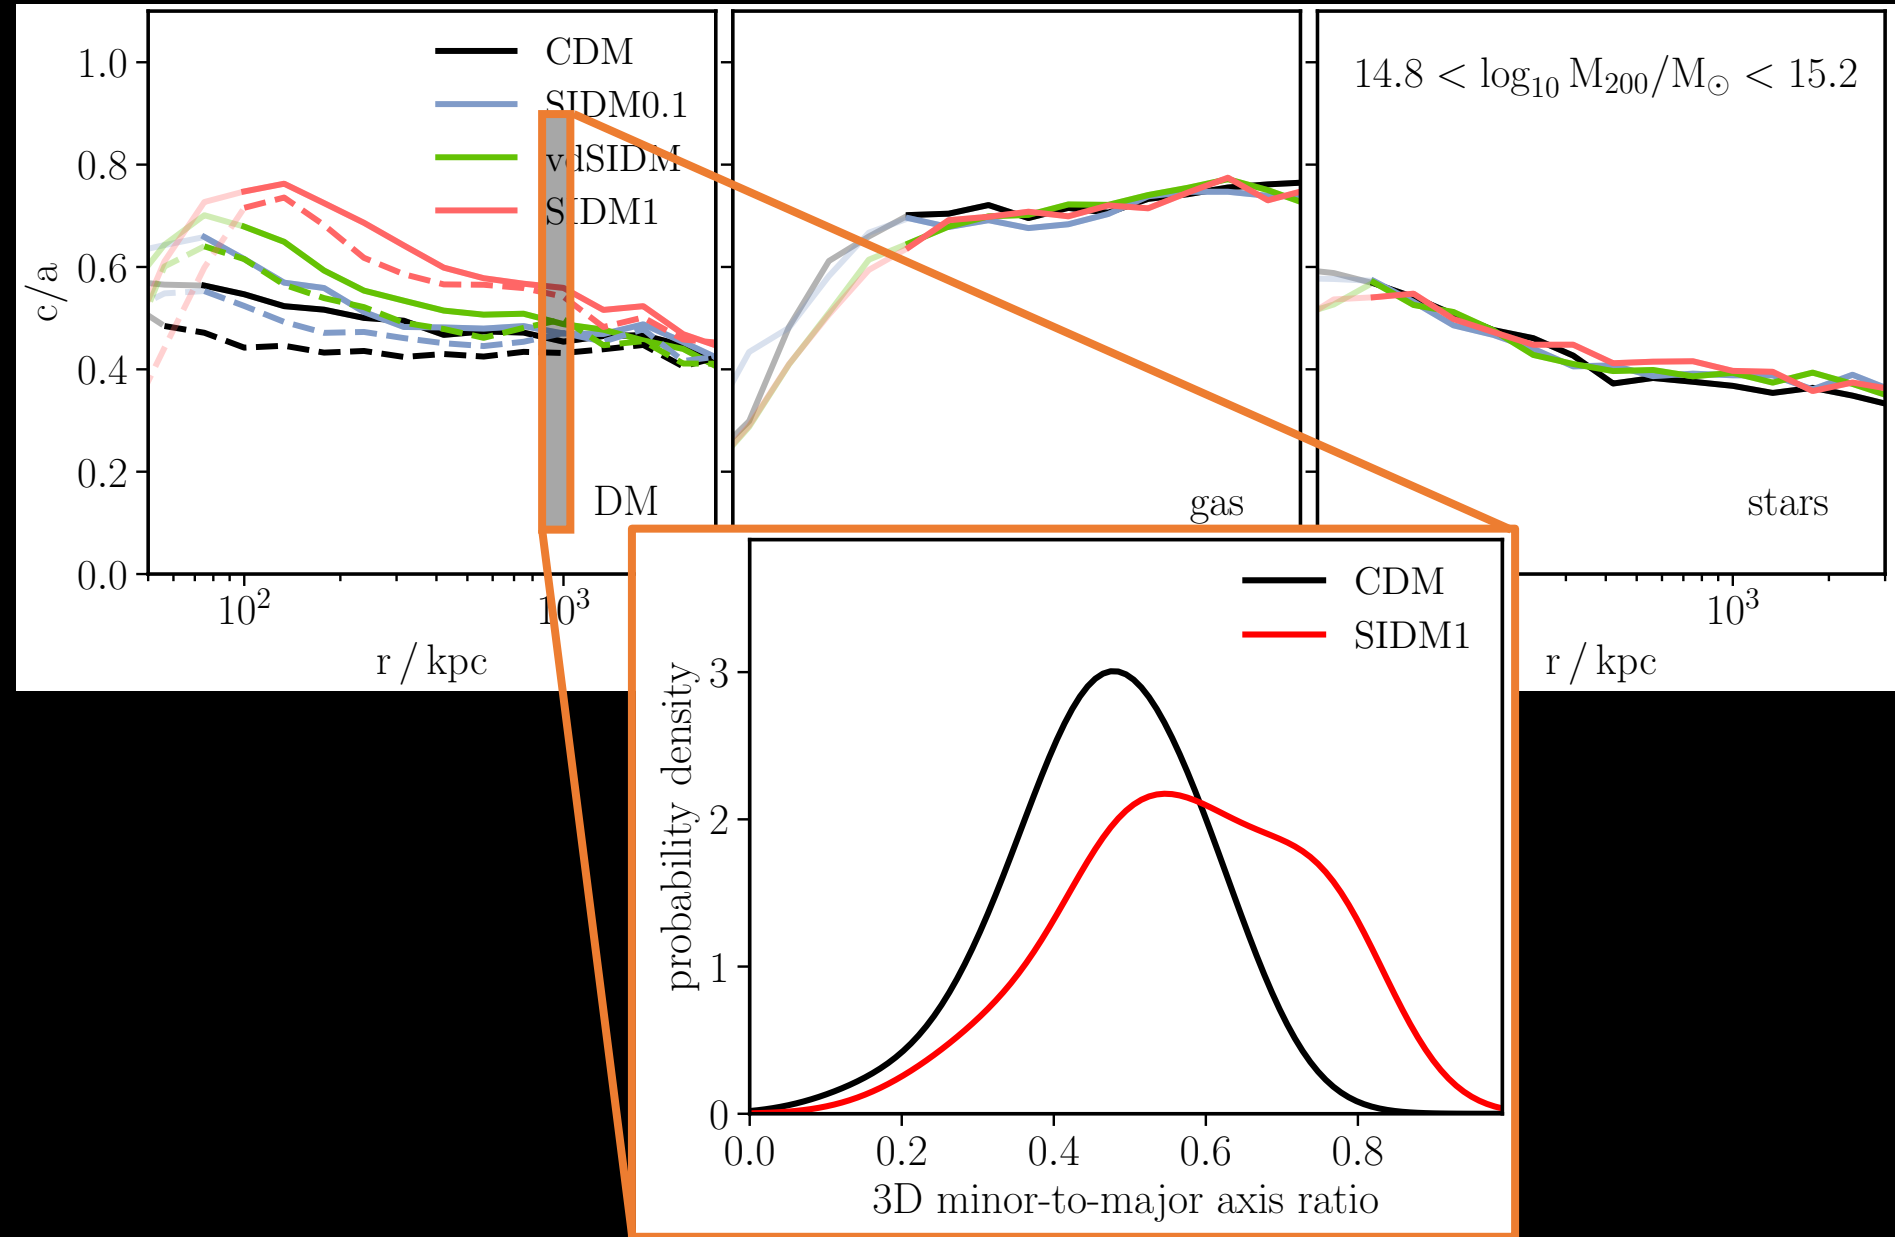 1.0
0.8
0.6
0.4
0.2
0.0
c/a
CDM
SIDM0.1
vdSIDM
SIDM1
DM
10²
10³
r / kpc
gas
14.8 < log₁₀ M₂₀₀/M⊙ < 15.2
stars
10³
r / kpc
CDM
SIDM1
3
2
1
0
probability density
0.0 0.2 0.4 0.6 0.8
3D minor-to-major axis ratio